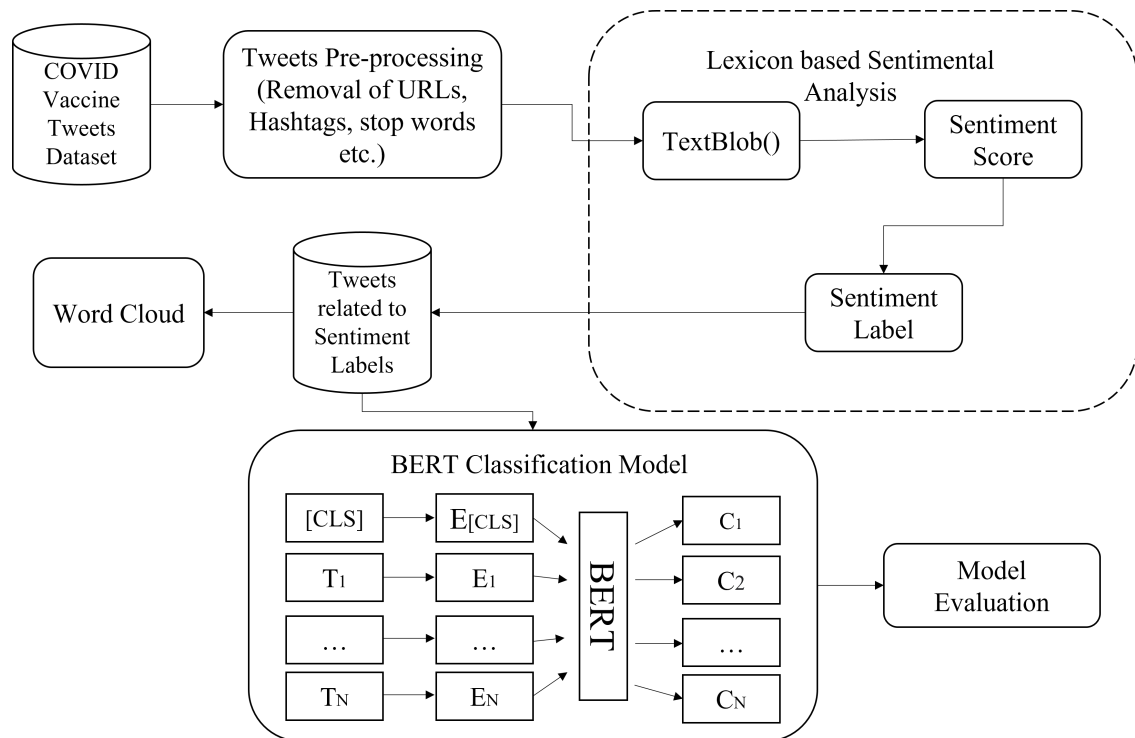 COVID
Vaccine
Tweets
Dataset
Tweets Pre-processing
(Removal of URLs,
Hashtags, stop words
etc.)
Lexicon based Sentimental
Analysis
TextBlob()
Sentiment
Score
Sentiment
Label
Tweets
related to
Sentiment
Labels
Word Cloud
BERT Classification Model
[CLS]
E[CLS]
C1
T1
E1
C2
...
...
...
TN
EN
CN
BERT
Model
Evaluation